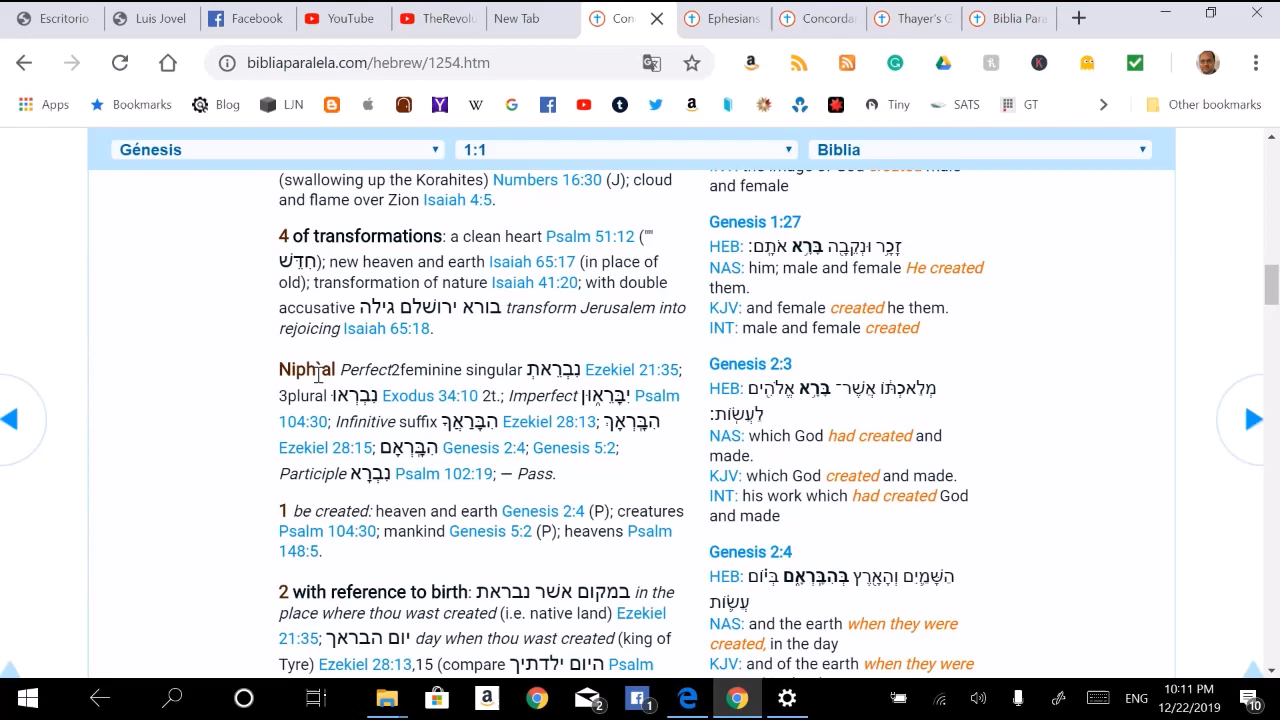 Escritorio
Luis Jovel
Facebook
YouTube
TheRevolu
New Tab
Con
Ephesians
Concordan
Thayer's G
Biblia Para
bibliaparalela.com/hebrew/1254.htm
Apps
Bookmarks
Blog
LJN
Tiny
SATS
GT
Other bookmarks
Génesis
1:1
Biblia
(swallowing up the Korahites) Numbers 16:30 (J); cloud
and flame over Zion Isaiah 4:5.
4 of transformations: a clean heart Psalm 51:12 (""
חִדֵּשׁ); new heaven and earth Isaiah 65:17 (in place of
old); transformation of nature Isaiah 41:20; with double
accusative בורא ירושׁלם גילה transform Jerusalem into
rejoicing Isaiah 65:18.
Niph`al Perfect2feminine singular נִבְרֵאת Ezekiel 21:35;
3plural נִבְרְאוּ Exodus 34:10 2t.; Imperfect יִבָּרֵאוּן Psalm
104:30; Infinitive suffix הִבָּרַאֲךָ Ezekiel 28:13; הִבָּֽרְאָךְ
Ezekiel 28:15; הִבָּֽרְאָם Genesis 2:4; Genesis 5:2;
Participle נִבְרָא Psalm 102:19; — Pass.
1 be created: heaven and earth Genesis 2:4 (P); creatures
Psalm 104:30; mankind Genesis 5:2 (P); heavens Psalm
148:5.
2 with reference to birth: במקום אשׁר נבראת in the
place where thou wast created (i.e. native land) Ezekiel
21:35; יום הבראך day when thou wast created (king of
Tyre) Ezekiel 28:13,15 (compare היום ילדתיך Psalm
and female
Genesis 1:27
HEB: זָכָ֥ר וּנְקֵבָ֖ה בָּרָ֥א אֹתָֽם׃
NAS: him; male and female He created
them.
KJV: and female created he them.
INT: male and female created
Genesis 2:3
HEB: מְלַאכְתּ֔וֹ אֲשֶׁר־ בָּרָ֥א אֱלֹהִ֖ים
לַעֲשֽׂוֹת׃
NAS: which God had created and
made.
KJV: which God created and made.
INT: his work which had created God
and made
Genesis 2:4
HEB: הַשָּׁמַ֛יִם וְהָאָ֖רֶץ בְּהִבָּֽרְאָ֑ם בְּי֗וֹם
עֲשׂ֛וֹת
NAS: and the earth when they were
created, in the day
KJV: and of the earth when they were
2
1
ENG
10:11 PM
12/22/2019
10